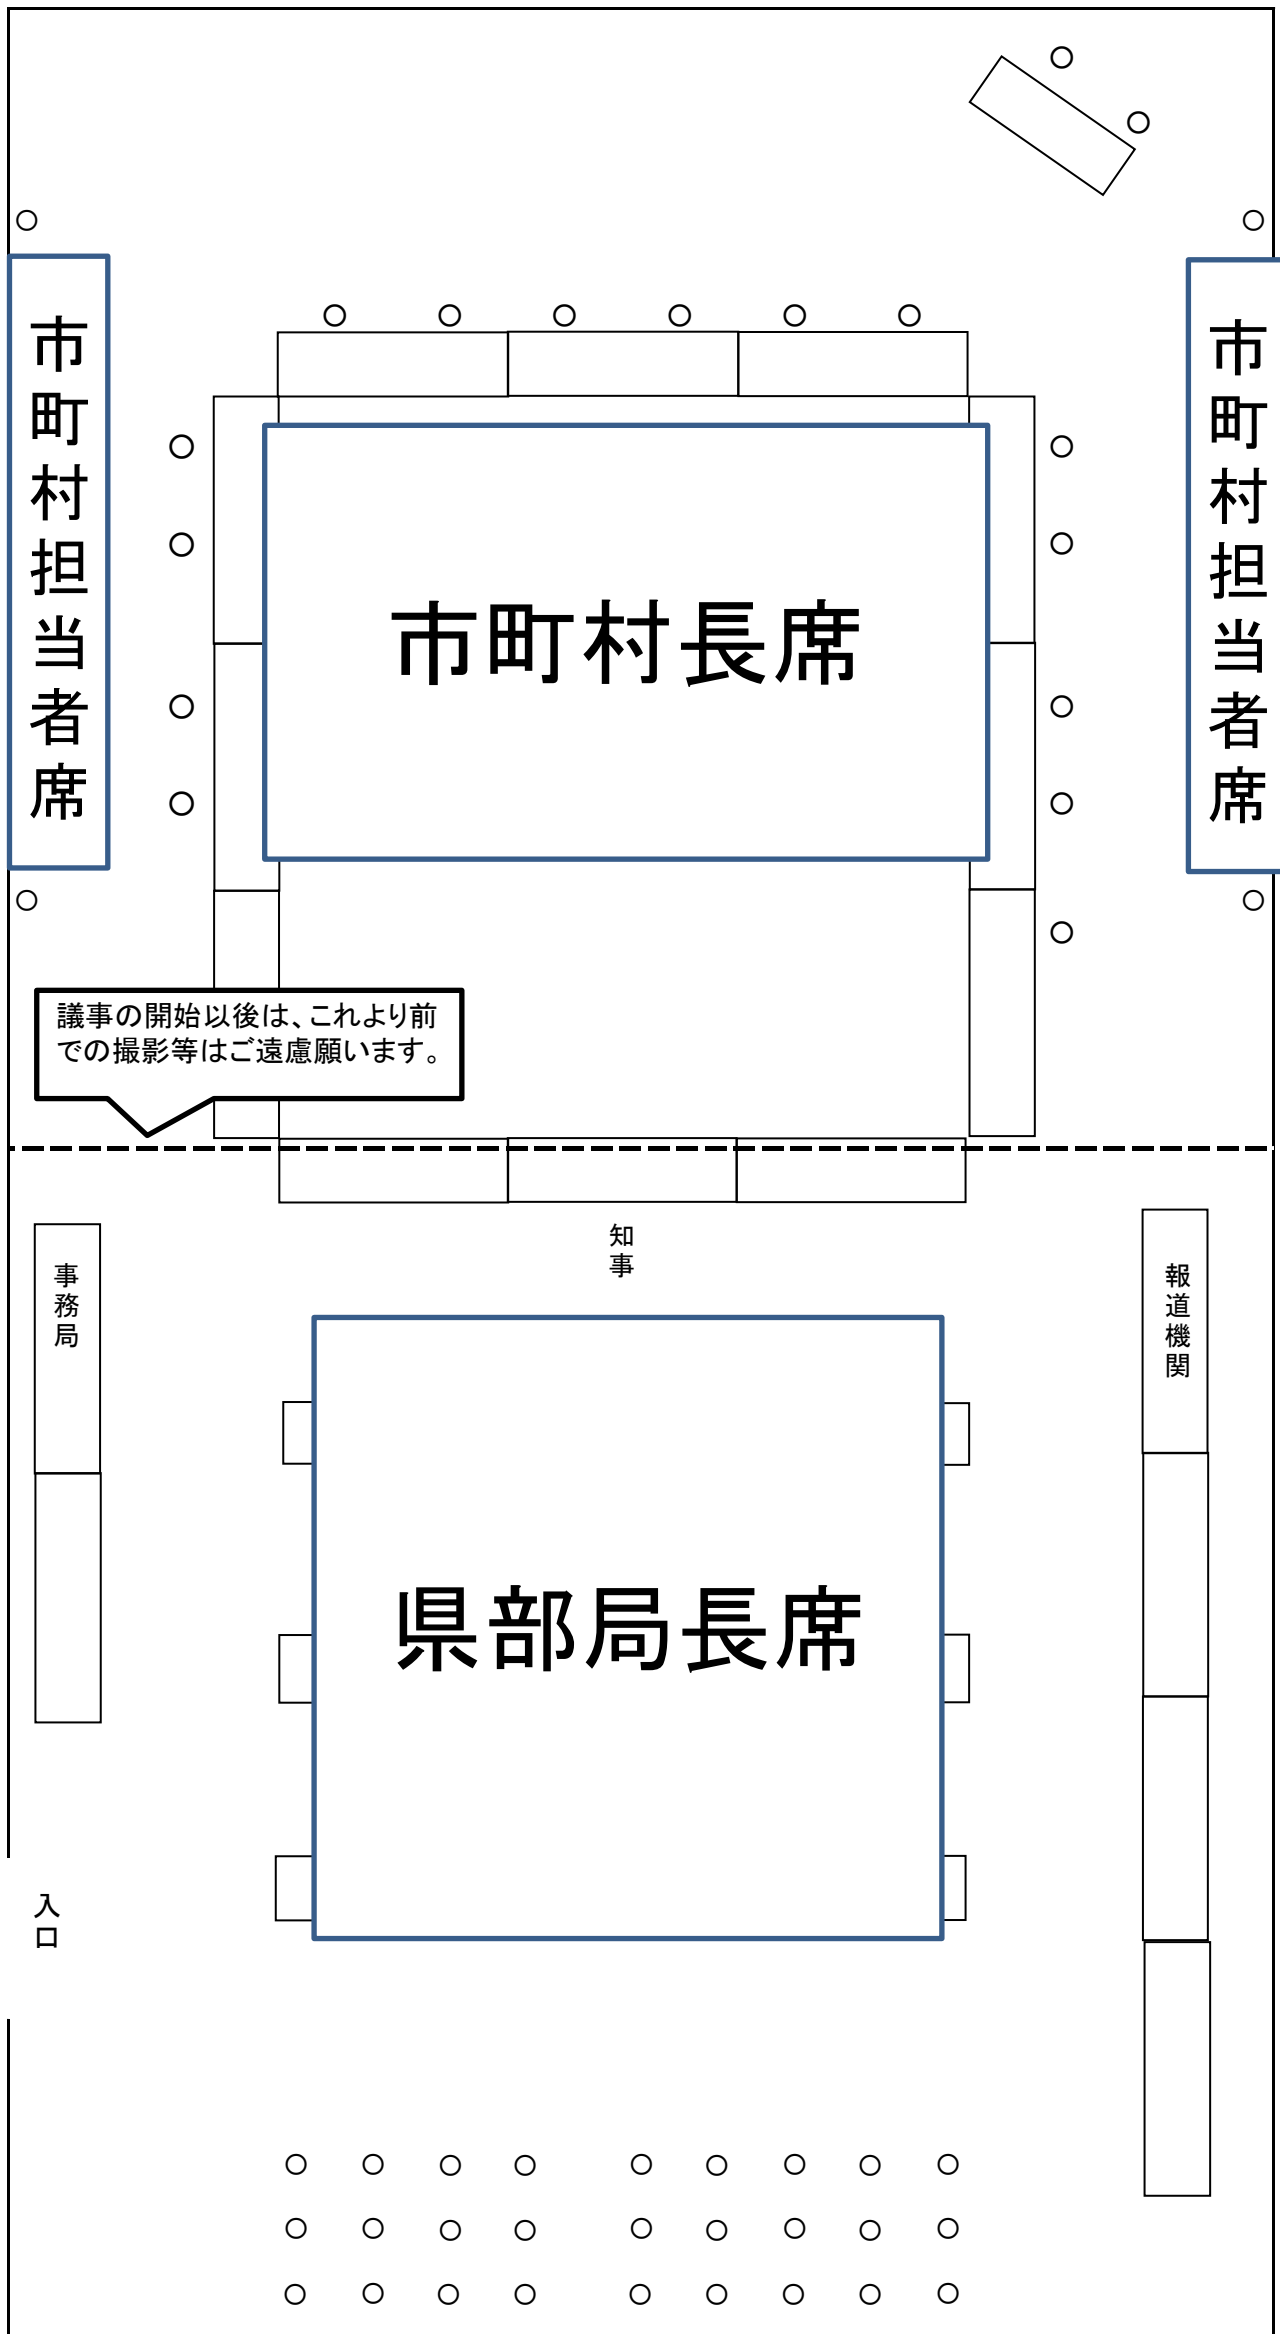 市町村担当者席
市町村担当者席
市町村長席
議事の開始以後は、これより前
での撮影等はご遠慮願います。
知事
事務局
報道機関
県部局長席
入口